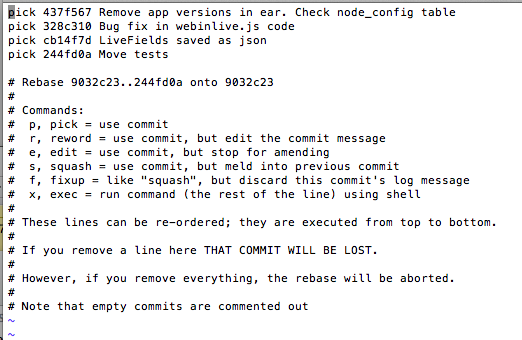 pick 437f567 Remove app versions in ear. Check node_config table
pick 328c310 Bug fix in webinlive.js code
pick cb14f7d LiveFields saved as json
pick 244fd0a Move tests

# Rebase 9032c23..244fd0a onto 9032c23
#
# Commands:
#  p, pick = use commit
#  r, reword = use commit, but edit the commit message
#  e, edit = use commit, but stop for amending
#  s, squash = use commit, but meld into previous commit
#  f, fixup = like "squash", but discard this commit's log message
#  x, exec = run command (the rest of the line) using shell
#
# These lines can be re-ordered; they are executed from top to bottom.
#
# If you remove a line here THAT COMMIT WILL BE LOST.
#
# However, if you remove everything, the rebase will be aborted.
#
# Note that empty commits are commented out
~
~